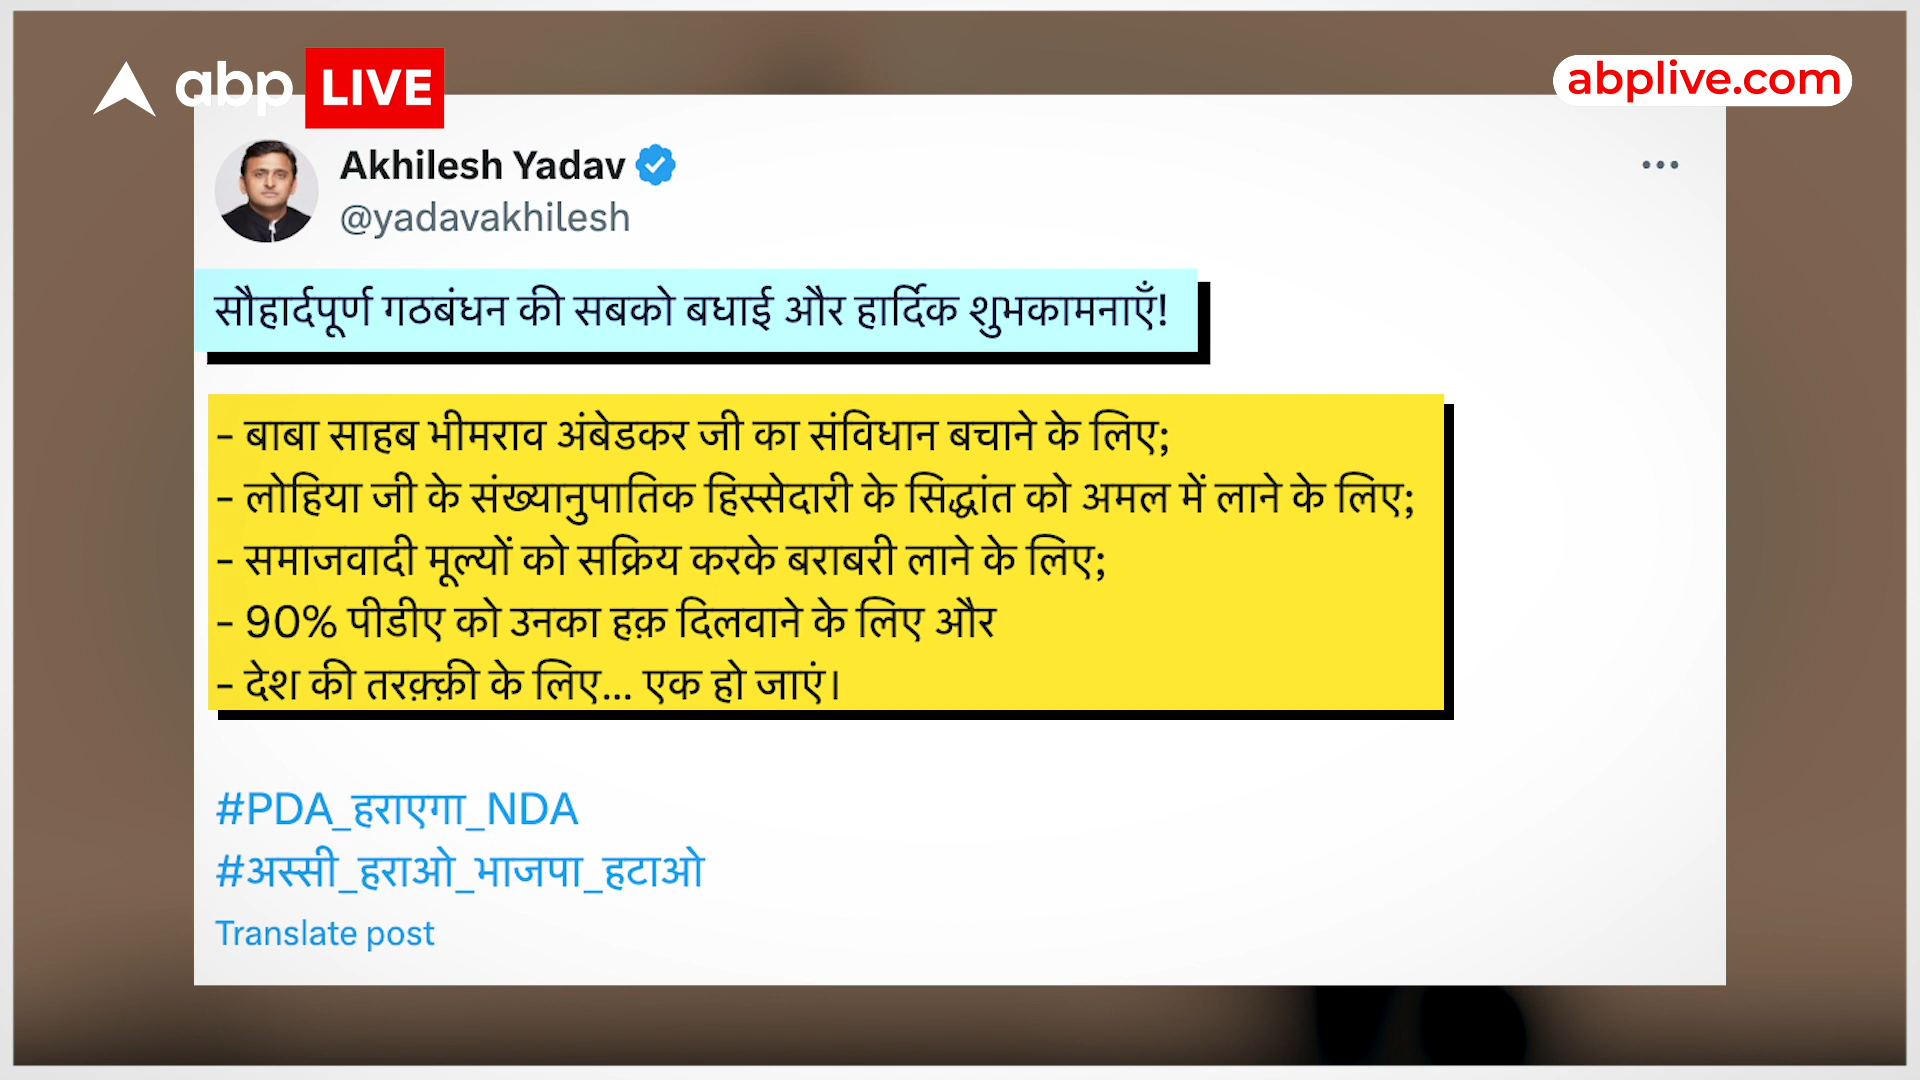 abp LIVE
abplive.com
Akhilesh Yadav
@yadavakhilesh
सौहार्दपूर्ण गठबंधन की सबको बधाई और हार्दिक शुभकामनाएँ!
- बाबा साहब भीमराव अंबेडकर जी का संविधान बचाने के लिए;
- लोहिया जी के संख्यानुपातिक हिस्सेदारी के सिद्धांत को अमल में लाने के लिए;
- समाजवादी मूल्यों को सक्रिय करके बराबरी लाने के लिए;
- 90% पीडीए को उनका हक़ दिलवाने के लिए और
- देश की तरक़्क़ी के लिए... एक हो जाएं।
#PDA_हराएगा_NDA
#अस्सी_हराओ_भाजपा_हटाओ
Translate post